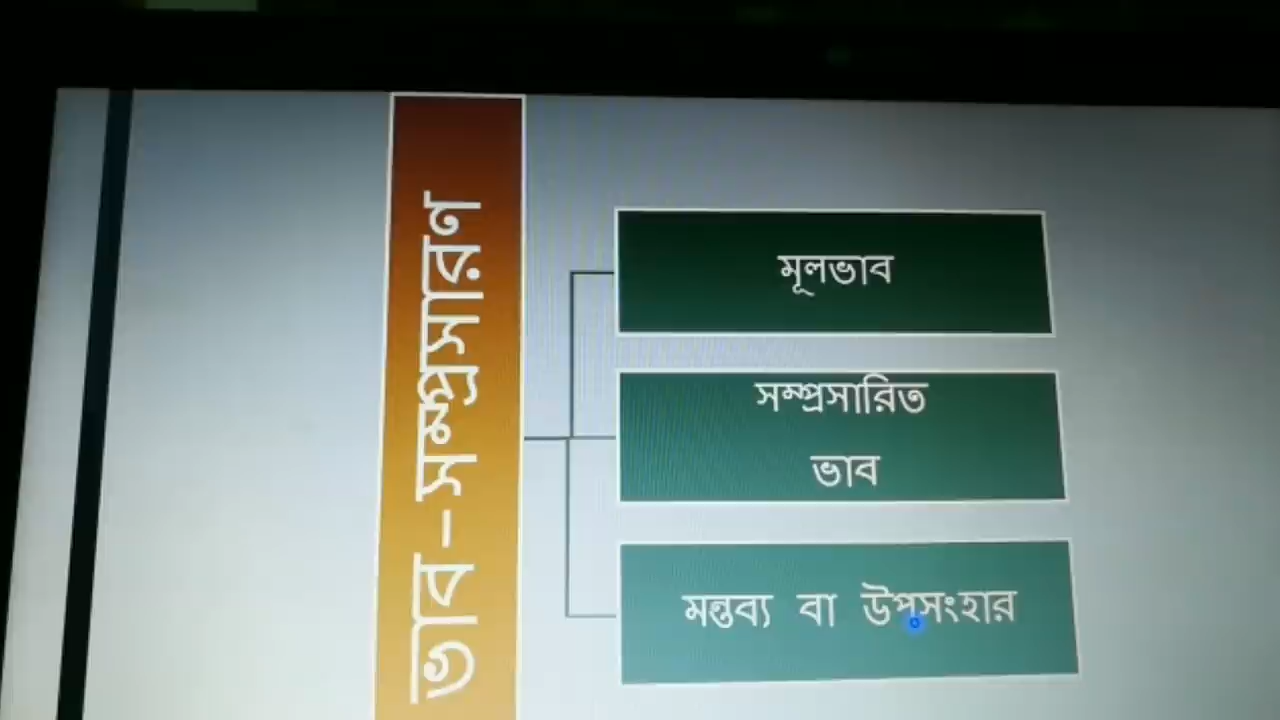 ভাব-সম্প্রসারণ
মূলভাব
সম্প্রসারিত
ভাব
মন্তব্য বা উপসংহার